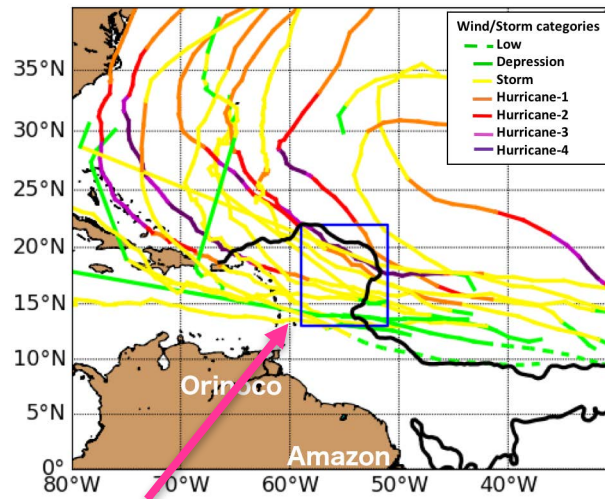 Wind/Storm categories
Low
Depression
Storm
Hurricane-1
Hurricane-2
Hurricane-3
Hurricane-4
35°N
30°N
25°N
20°N
15°N
10°N
5°N
0°
Orinoco
Amazon
80°W 70°W 60°W 50°W 40°W